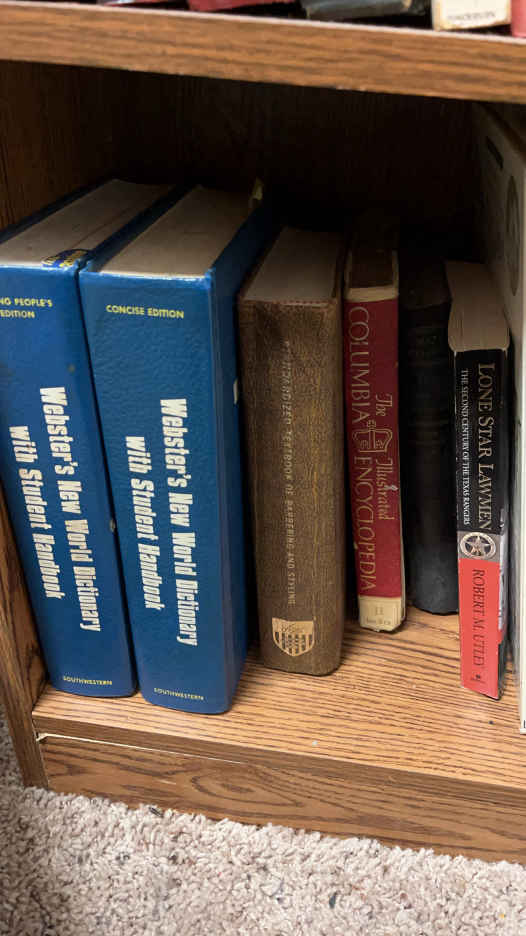 NG PEOPLE'S
EDITION
Webster's New World Dictionary
with Student Handbook
SOUTHWESTERN
CONCISE EDITION
Webster's New World Dictionary
with Student Handbook
SOUTHWESTERN
STANDARDIZED TEXTBOOK OF BARBERING AND STYLING
The Illustrated
COLUMBIA ENCYCLOPEDIA
11
LONE STAR LAWMEN
THE SECOND CENTURY OF THE TEXAS RANGERS
ROBERT M. UTLEY